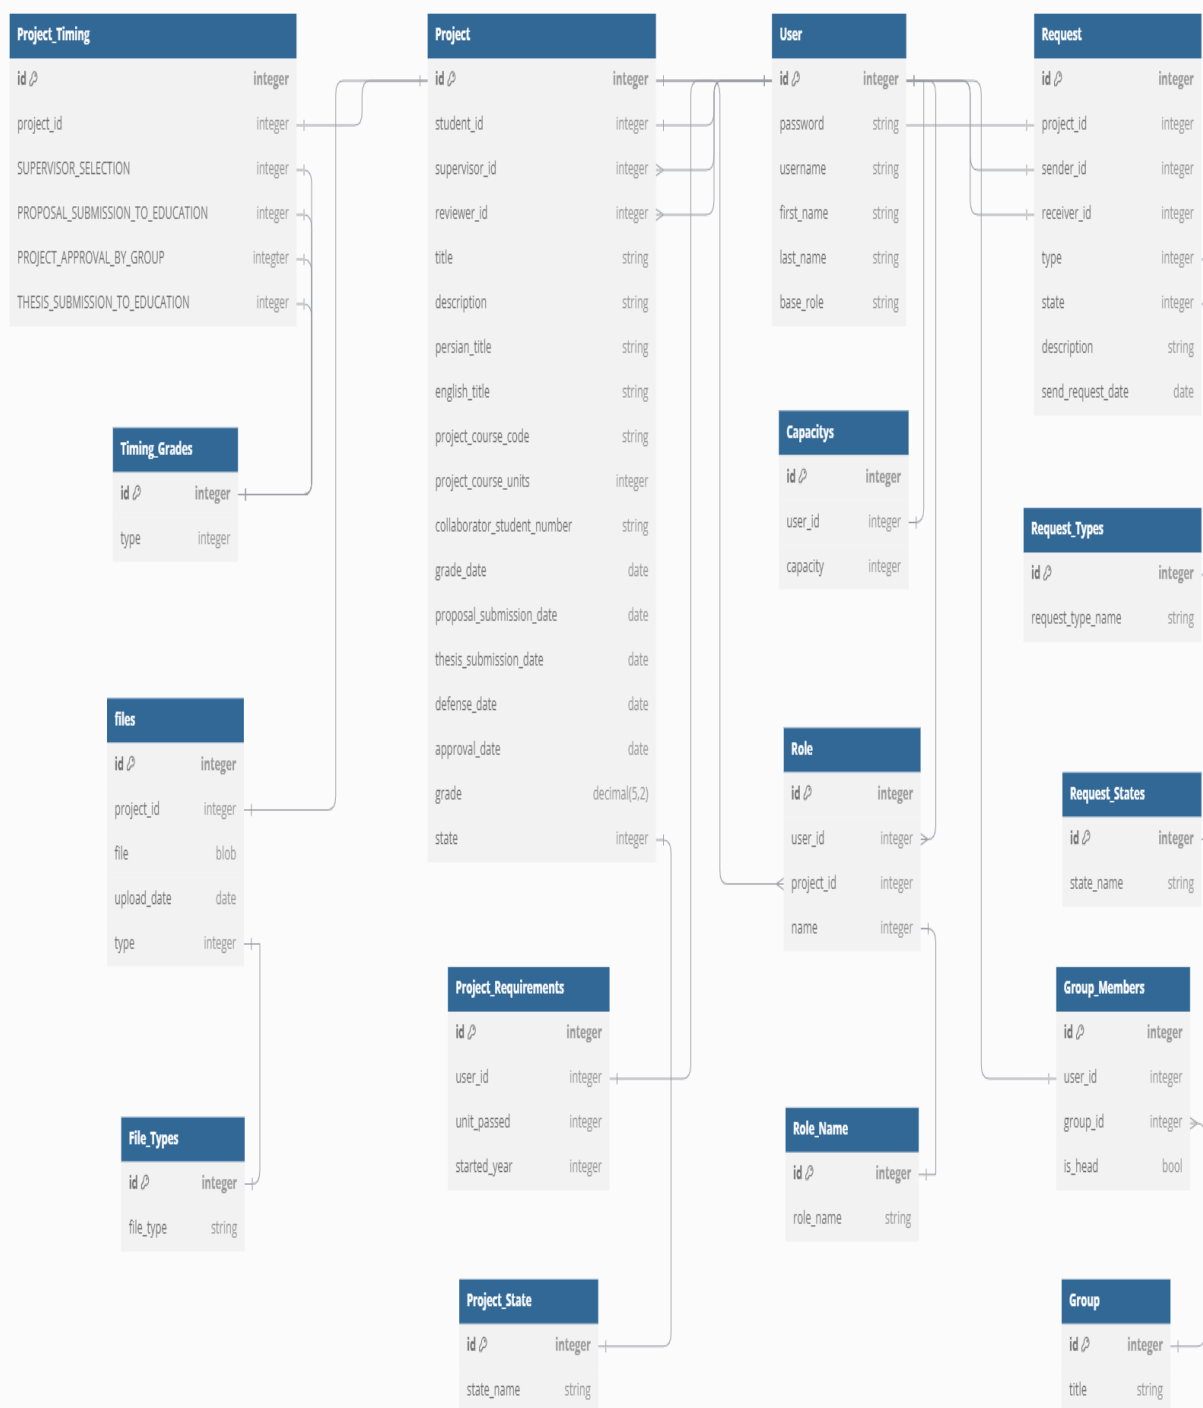 Project_Timing
id integer
project_id integer
SUPERVISOR_SELECTION integer
PROPOSAL_SUBMISSION_TO_EDUCATION integer
PROJECT_APPROVAL_BY_GROUP integter
THESIS_SUBMISSION_TO_EDUCATION integer
Timing_Grades
id integer
type integer
files
id integer
project_id integer
file blob
upload_date date
type integer
File_Types
id integer
file_type string
Project
id integer
student_id integer
supervisor_id integer
reviewer_id integer
title string
description string
persian_title string
english_title string
project_course_code string
project_course_units integer
collaborator_student_number string
grade_date date
proposal_submission_date date
thesis_submission_date date
defense_date date
approval_date date
grade decimal(5,2)
state integer
Project_Requirements
id integer
user_id integer
unit_passed integer
started_year integer
Project_State
id integer
state_name string
User
id integer
password string
username string
first_name string
last_name string
base_role string
Capacitys
id integer
user_id integer
capacity integer
Role
id integer
user_id integer
project_id integer
name integer
Role_Name
id integer
role_name string
Request
id integer
project_id integer
sender_id integer
receiver_id integer
type integer
state integer
description string
send_request_date date
Request_Types
id integer
request_type_name string
Request_States
id integer
state_name string
Group_Members
id integer
user_id integer
group_id integer
is_head bool
Group
id integer
title string